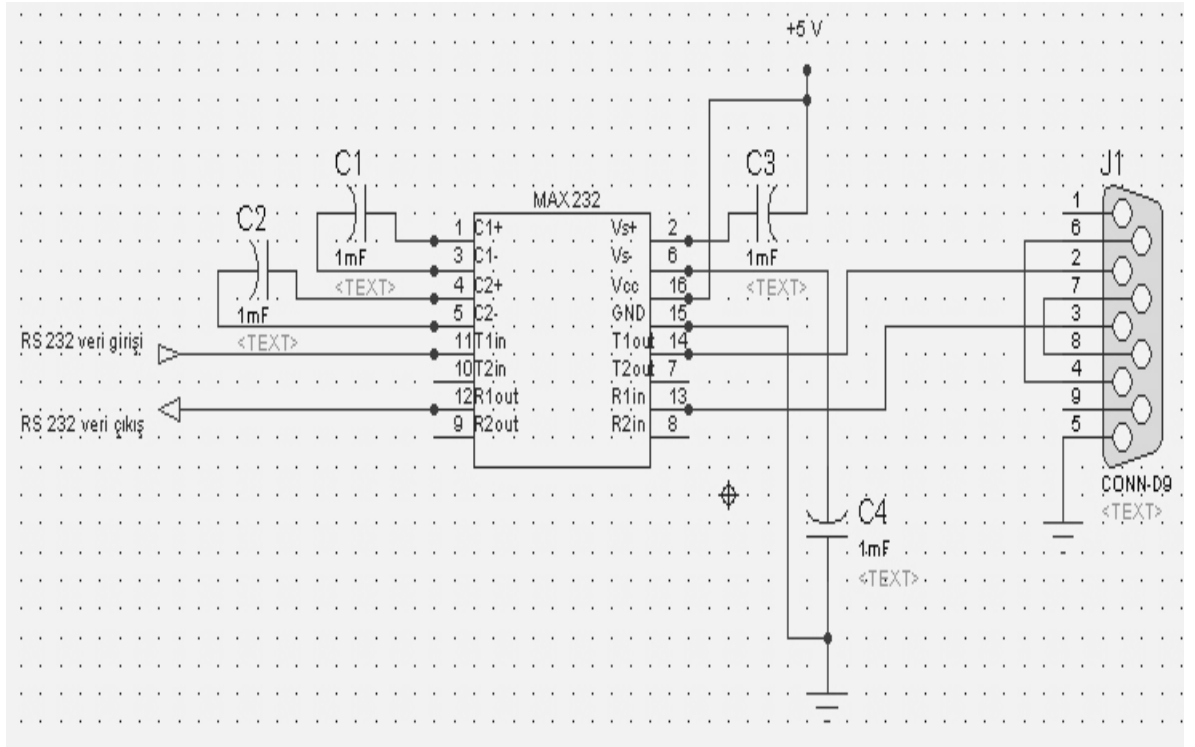 +5 V
C1
1mF
<TEXT>
C2
1mF
<TEXT>
MAX232
C3
1mF
<TEXT>
J1
1 C1+
3 C1-
4 C2+
5 C2-
11 T1in
10 T2in
12 R1out
9 R2out
Vs+ 2
Vs- 6
Vcc 16
GND 15
T1out 14
T2out 7
R1in 13
R2in 8
RS 232 veri girişi
RS 232 veri çıkış
1
6
2
7
3
8
4
9
5
CONN-D9
<TEXT>
C4
1mF
<TEXT>